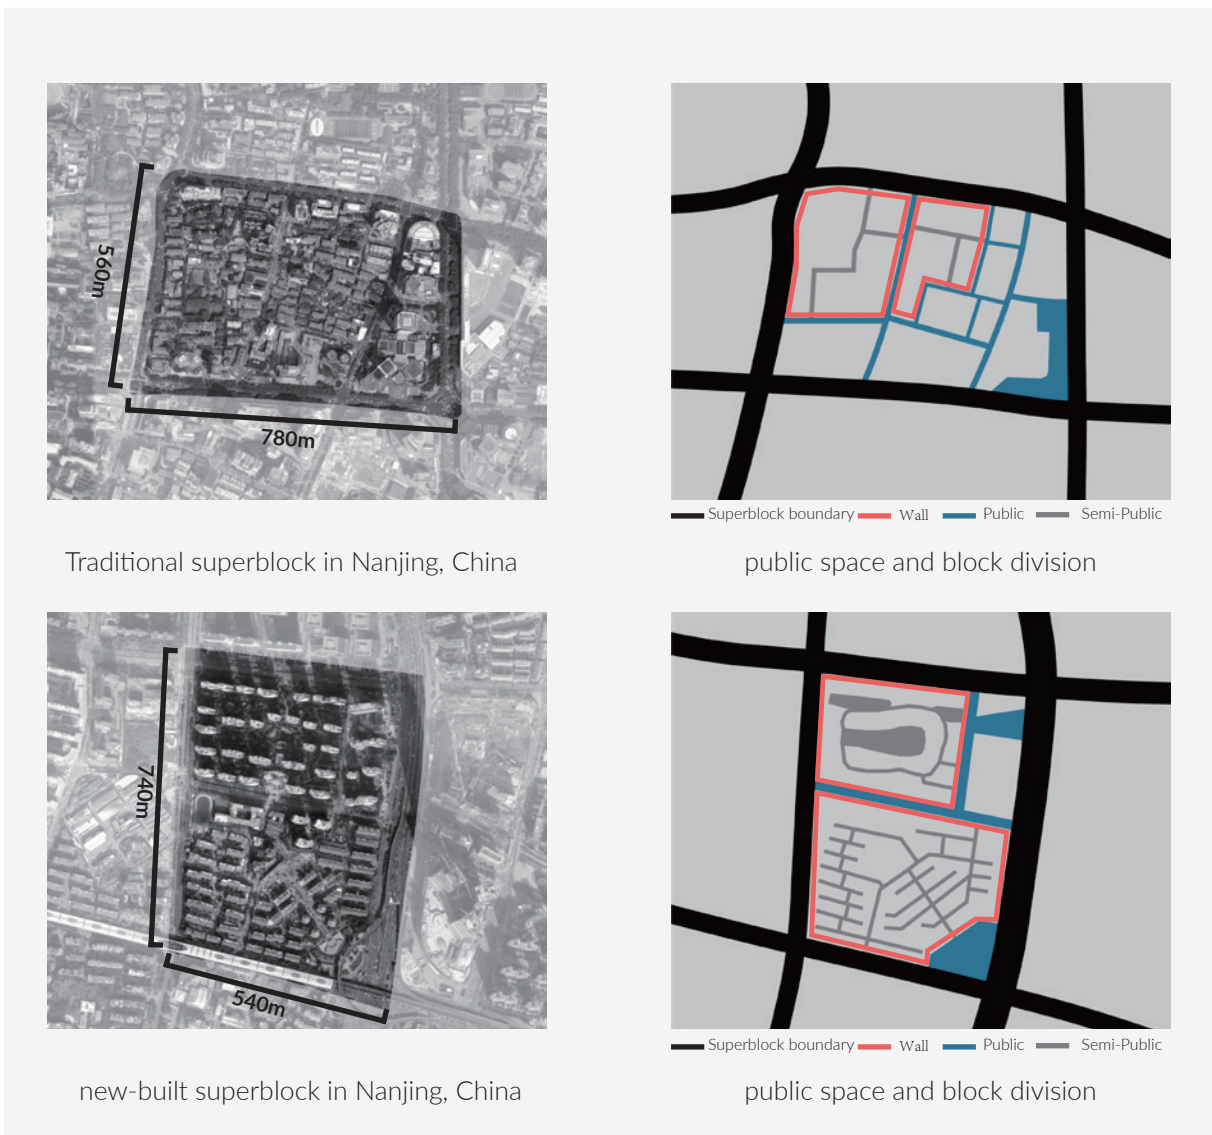 560m
780m
Superblock boundary Wall Public Semi-Public
Traditional superblock in Nanjing, China
public space and block division
740m
540m
Superblock boundary Wall Public Semi-Public
new-built superblock in Nanjing, China
public space and block division